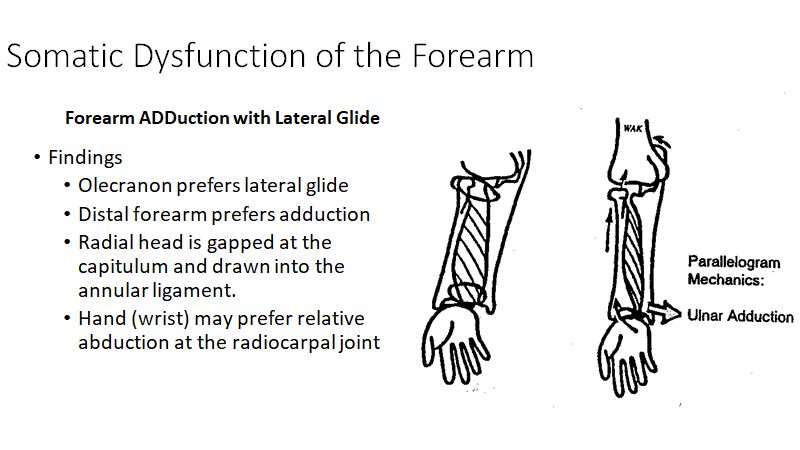 Somatic Dysfunction of the Forearm
Forearm ADDuction with Lateral Glide
• Findings
• Olecranon prefers lateral glide
• Distal forearm prefers adduction
• Radial head is gapped at the
capitulum and drawn into the
annular ligament.
• Hand (wrist) may prefer relative
abduction at the radiocarpal joint
WAK
Parallelogram
Mechanics:
Ulnar Adduction